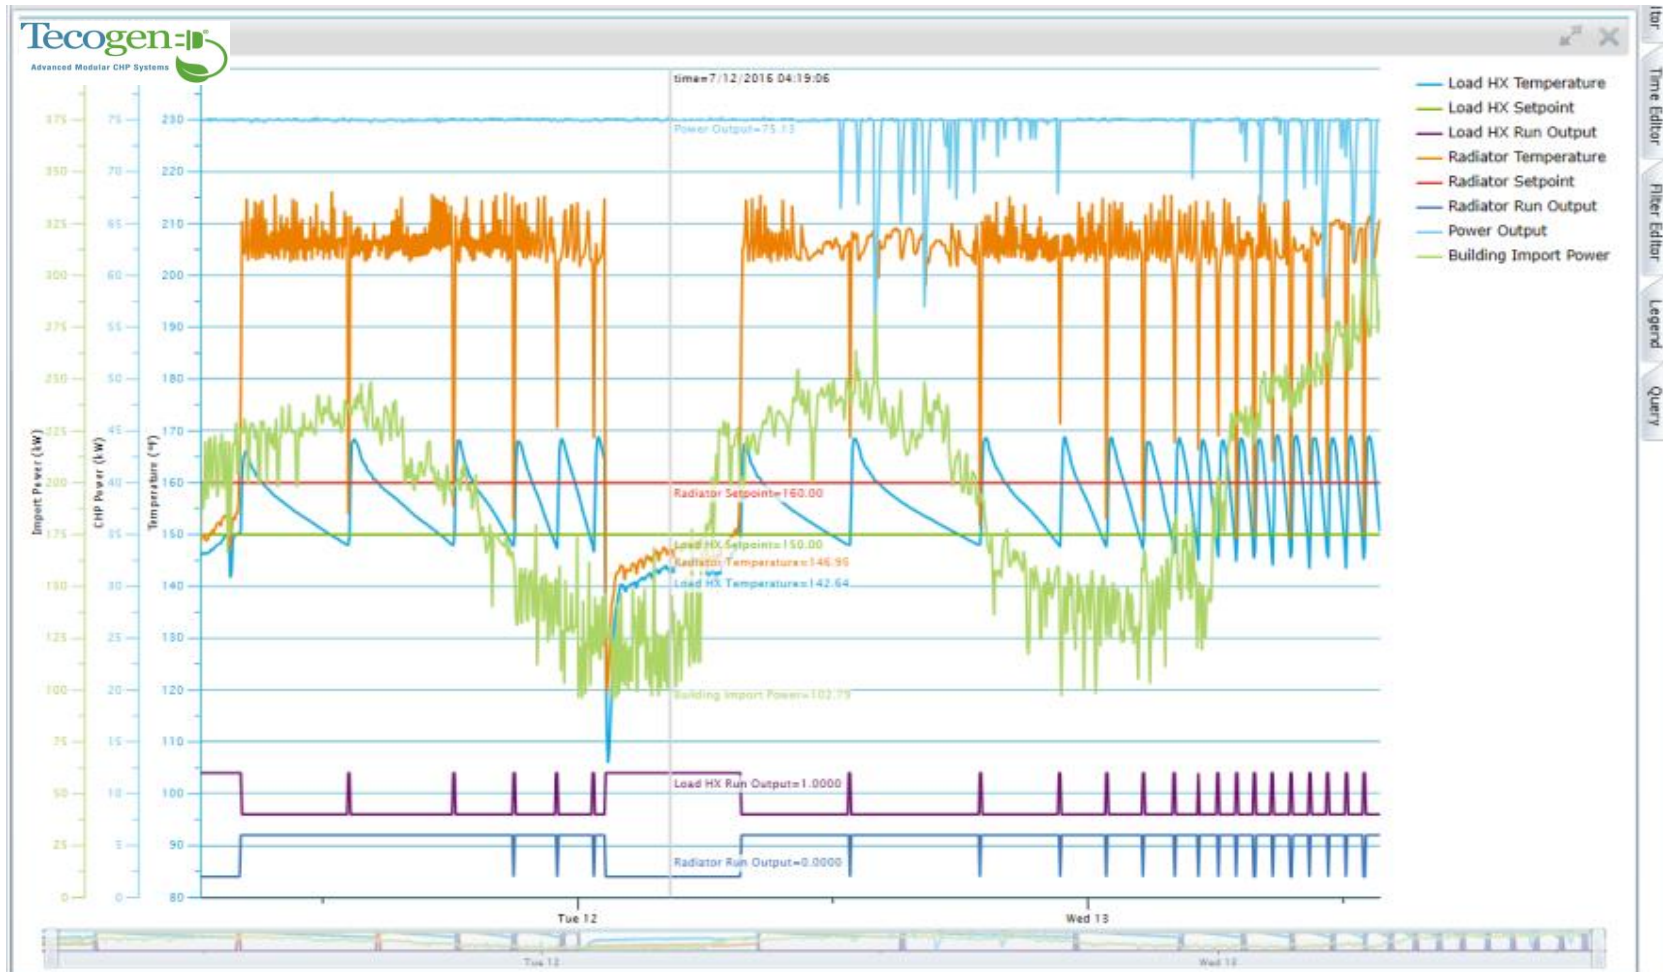 Tecogen
Advanced Modular CHP Systems
time=7/12/2016 04:19:06
Power Output=75.13
Radiator Setpoint=160.00
Load HX Setpoint=150.00
Radiator Temperature=146.95
Load HX Temperature=142.64
Building Import Power=102.79
Load HX Run Output=1.0000
Radiator Run Output=0.0000
Import Power (kW)
375
350
325
300
275
250
225
200
175
150
125
100
75
50
25
0
CHP Power (kW)
75
70
65
60
55
50
45
40
35
30
25
20
15
10
5
0
Temperature (°F)
230
220
210
200
190
180
170
160
150
140
130
120
110
100
90
80
Tue 12
Wed 13
Tue 12
Wed 13
Load HX Temperature
Load HX Setpoint
Load HX Run Output
Radiator Temperature
Radiator Setpoint
Radiator Run Output
Power Output
Building Import Power
Time Editor
Filter Editor
Legend
Query